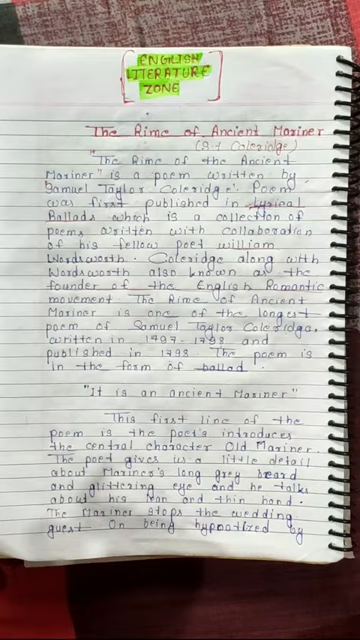 ENGLISH
LITERATURE
ZONE
The Rime of Ancient Mariner
(S.T Coleridge)
"The Rime of the Ancient
Mariner" is a poem written by
Samuel Taylor Coleridge. Poem
was first published in Lyrical
Ballads which is a collection of
poems written with collaboration
of his fellow poet William
Wordsworth. Coleridge along with
Wordsworth also known as the
founder of the English Romantic
movement. The Rime of Ancient
Mariner is one of the longest
poem of Samuel Taylor Coleridge.
written in 1797-1798 and
published in 1798. The poem is
in the form of ballad.
"It is an ancient Mariner"
This first line of the
poem is the poet's introduces
the central character Old Mariner.
The poet gives us a little detail
about Mariner's long grey beard
and glittering eye and he talks
about his and thin hand.
The Mariner stops the wedding
guest On being hypnotized by